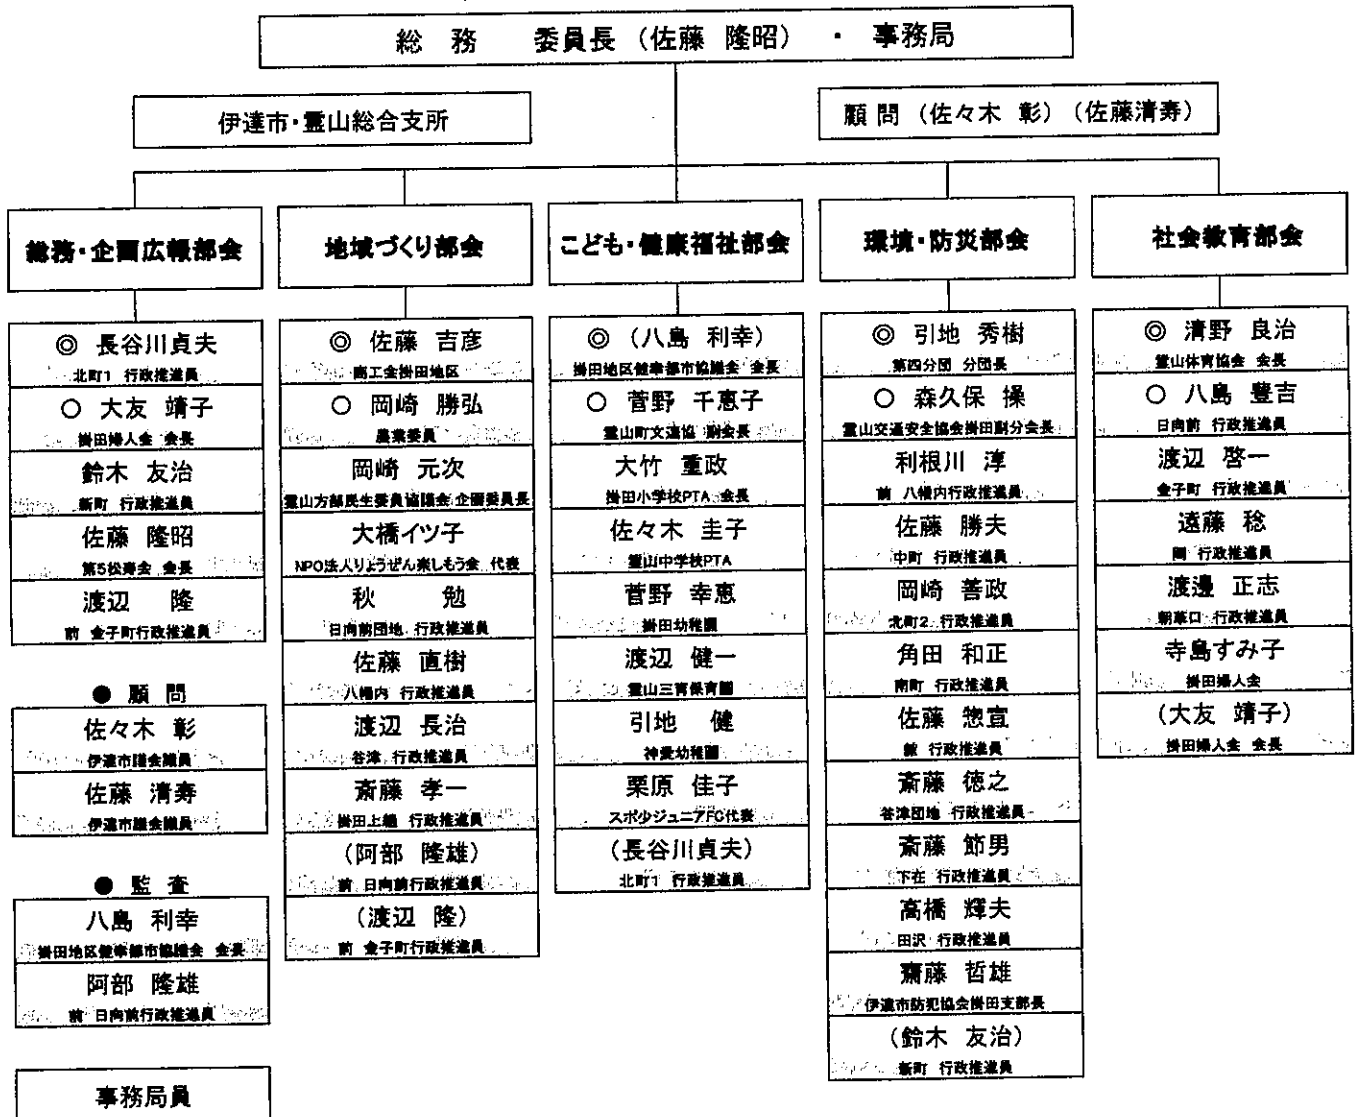 総　務　　委員長（佐藤　隆昭）　・　事務局
伊達市・霊山総合支所
顧 問 （佐々木 彰）（佐藤清寿）
総務・企画広報部会
◎ 長谷川貞夫
北町1 行政推進員
○ 大友 靖子
掛田婦人会 会長
鈴木 友治
新町 行政推進員
佐藤 隆昭
第5松寿会 会長
渡辺　隆
前 金子町行政推進員
● 顧 問
佐々木 彰
伊達市議会議員
佐藤 清寿
伊達市議会議員
● 監 査
八島 利幸
掛田地区健幸都市協議会 会長
阿部 隆雄
前 日向前行政推進員
事務局員
地域づくり部会
◎ 佐藤 吉彦
商工会掛田地区
○ 岡崎 勝弘
農業委員
岡崎 元次
霊山方部民生委員協議会 企画委員長
大橋イツ子
NPO法人りょうぜん楽しもう会 代表
秋　勉
日向前団地 行政推進員
佐藤 直樹
八幡内 行政推進員
渡辺 長治
谷津 行政推進員
斎藤 孝一
掛田上組 行政推進員
（阿部 隆雄）
前 日向前行政推進員
（渡辺 隆）
前 金子町行政推進員
こども・健康福祉部会
◎ （八島 利幸）
掛田地区健幸都市協議会 会長
○ 菅野 千恵子
霊山町文連協 副会長
大竹 重政
掛田小学校PTA 会長
佐々木 圭子
霊山中学校PTA
菅野 幸恵
掛田幼稚園
渡辺 健一
霊山三育保育園
引地　健
神愛幼稚園
栗原 佳子
スポ少ジュニアFC代表
（長谷川貞夫）
北町1 行政推進員
環境・防災部会
◎ 引地 秀樹
第四分団 分団長
○ 森久保 操
霊山交通安全協会掛田副分会長
利根川 淳
前 八幡内行政推進員
佐藤 勝夫
中町 行政推進員
岡崎 善政
北町2 行政推進員
角田 和正
南町 行政推進員
佐藤 惣宣
行政推進員
斎藤 徳之
谷津団地 行政推進員
斎藤 節男
下在 行政推進員
高橋 輝夫
田沢 行政推進員
齋藤 哲雄
伊達市防犯協会掛田支部長
（鈴木 友治）
新町 行政推進員
社会教育部会
◎ 清野 良治
霊山体育協会 会長
○ 八島 豊吉
日向前 行政推進員
渡辺 啓一
金子町 行政推進員
遠藤 稔
行政推進員
渡邊 正志
朝草口 行政推進員
寺島すみ子
掛田婦人会
（大友 靖子）
掛田婦人会 会長